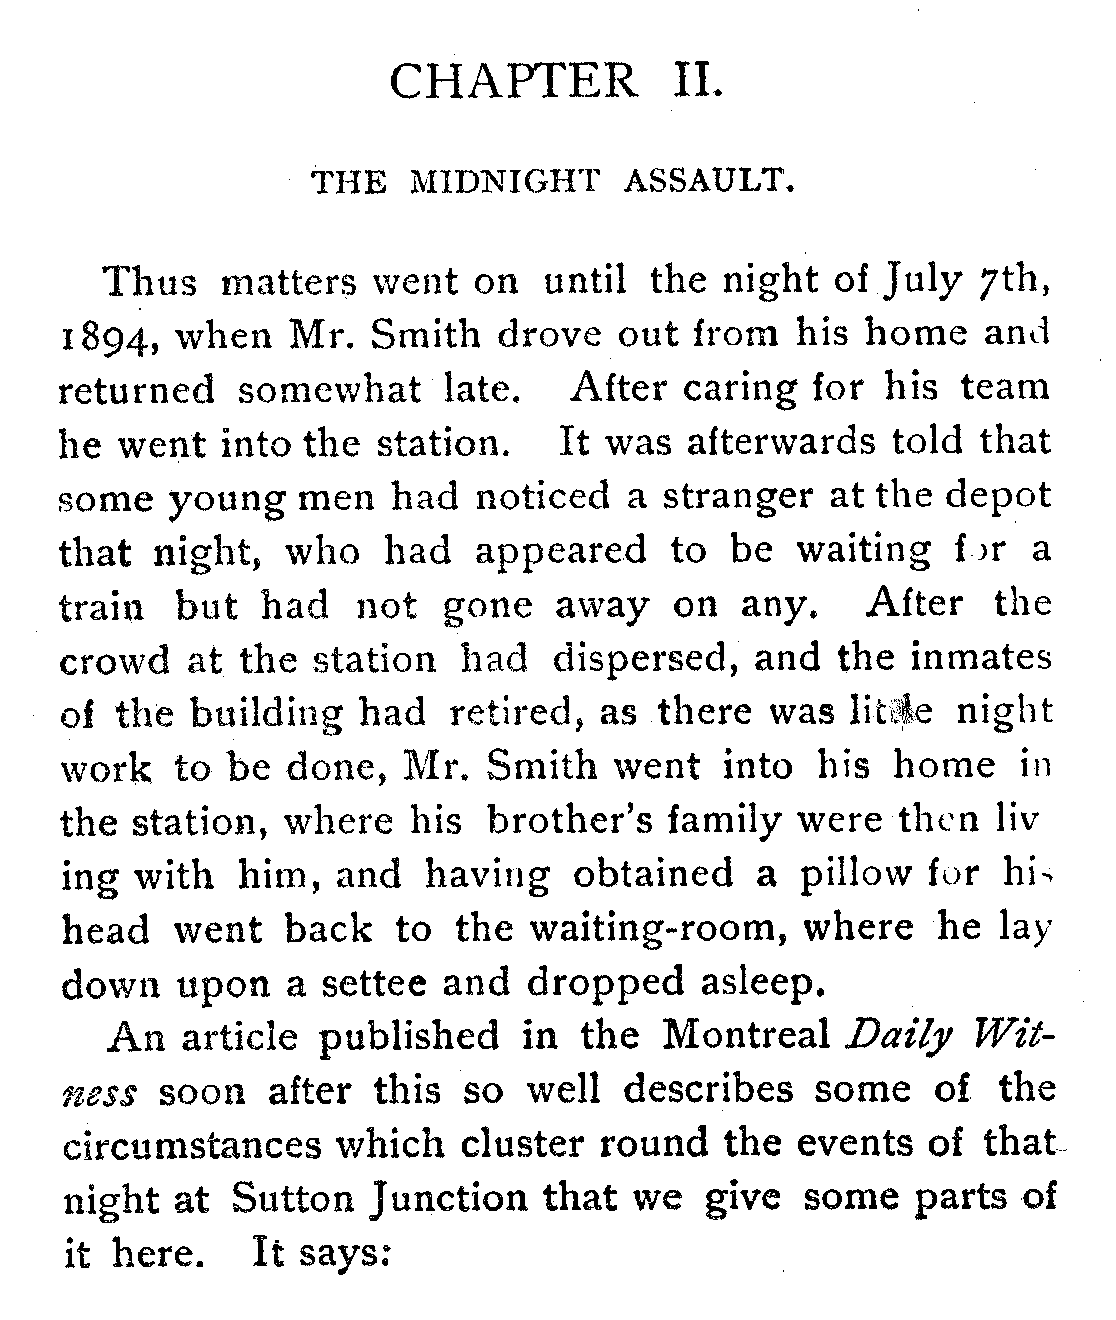 CHAPTER II.
THE MIDNIGHT ASSAULT.
Thus matters went on until the night of July 7th,
1894, when Mr. Smith drove out from his home and
returned somewhat late. After caring for his team
he went into the station. It was afterwards told that
some young men had noticed a stranger at the depot
that night, who had appeared to be waiting for a
train but had not gone away on any. After the
crowd at the station had dispersed, and the inmates
of the building had retired, as there was little night
work to be done, Mr. Smith went into his home in
the station, where his brother's family were then liv
ing with him, and having obtained a pillow for his
head went back to the waiting-room, where he lay
down upon a settee and dropped asleep.
An article published in the Montreal Daily Wit-
ness soon after this so well describes some of the
circumstances which cluster round the events of that
night at Sutton Junction that we give some parts of
it here. It says: